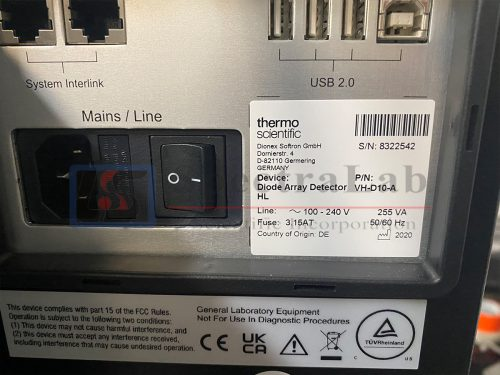 System Interlink
USB 2.0
Mains / Line
thermo
scientific
S/N: 8322542
Dionex Softron GmbH
Dornierstr. 4
D-82110 Germering
GERMANY
Device: P/N:
Diode Array Detector VH-D10-A
HL
Line: ~ 100 - 240 V 255 VA
Fuse: 3,15AT 50/60 Hz
Country of Origin: DE 2020
O I
S
Scientific Incorporation
This device complies with part 15 of the FCC Rules.
Operation is subject to the following two conditions:
(1) This device may not cause harmful interference, and
(2) this device must accept any interference received,
including interference that may cause undesired operation.
General Laboratory Equipment
Not For Use In Diagnostic Procedures
CE UK
CA
TÜVRheinland
C US